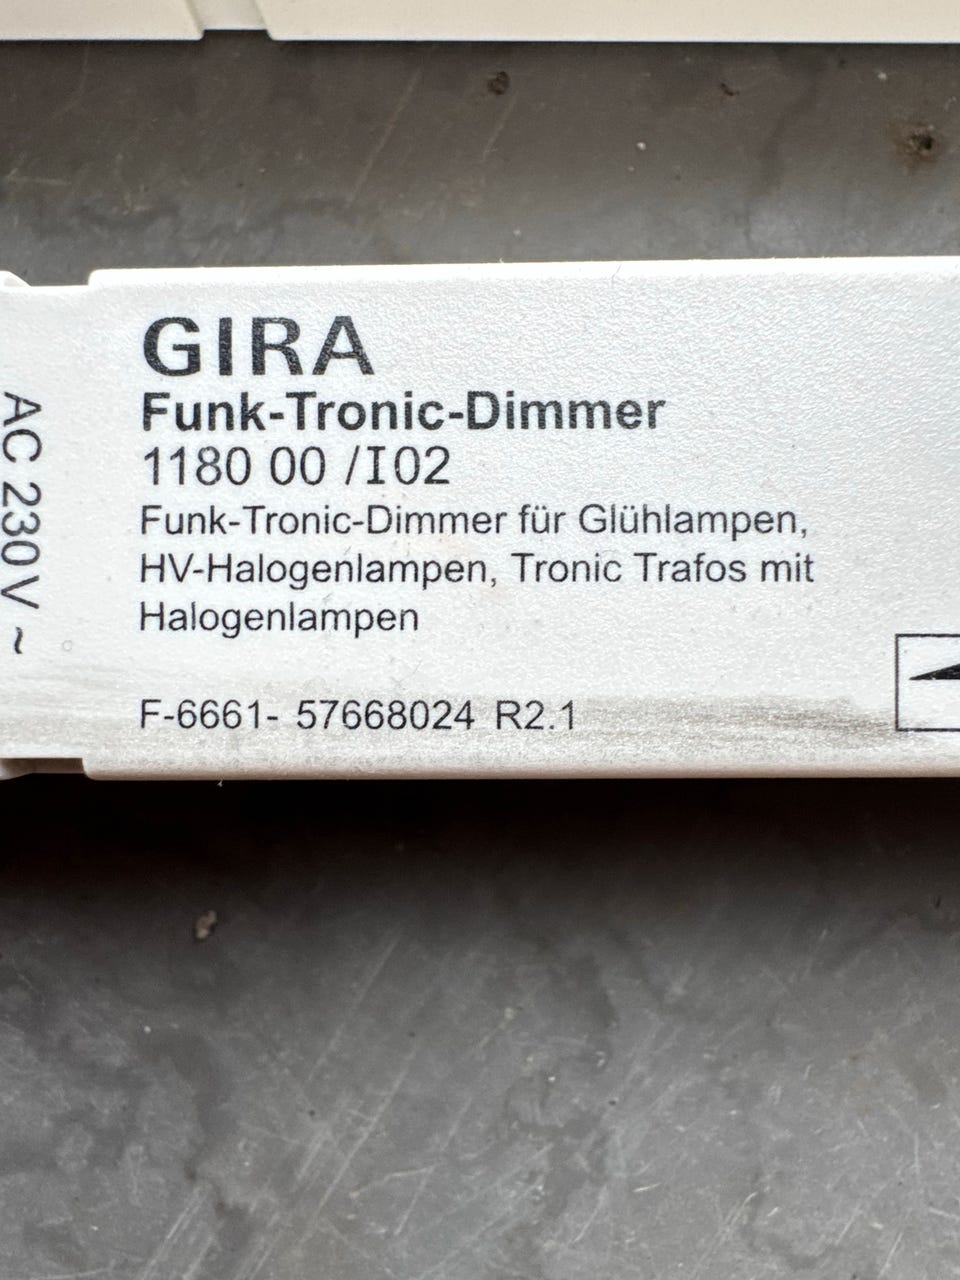 GIRA
Funk-Tronic-Dimmer
1180 00 /I02
Funk-Tronic-Dimmer für Glühlampen,
HV-Halogenlampen, Tronic Trafos mit
Halogenlampen
F-6661- 57668024 R2.1
AC 230V ~